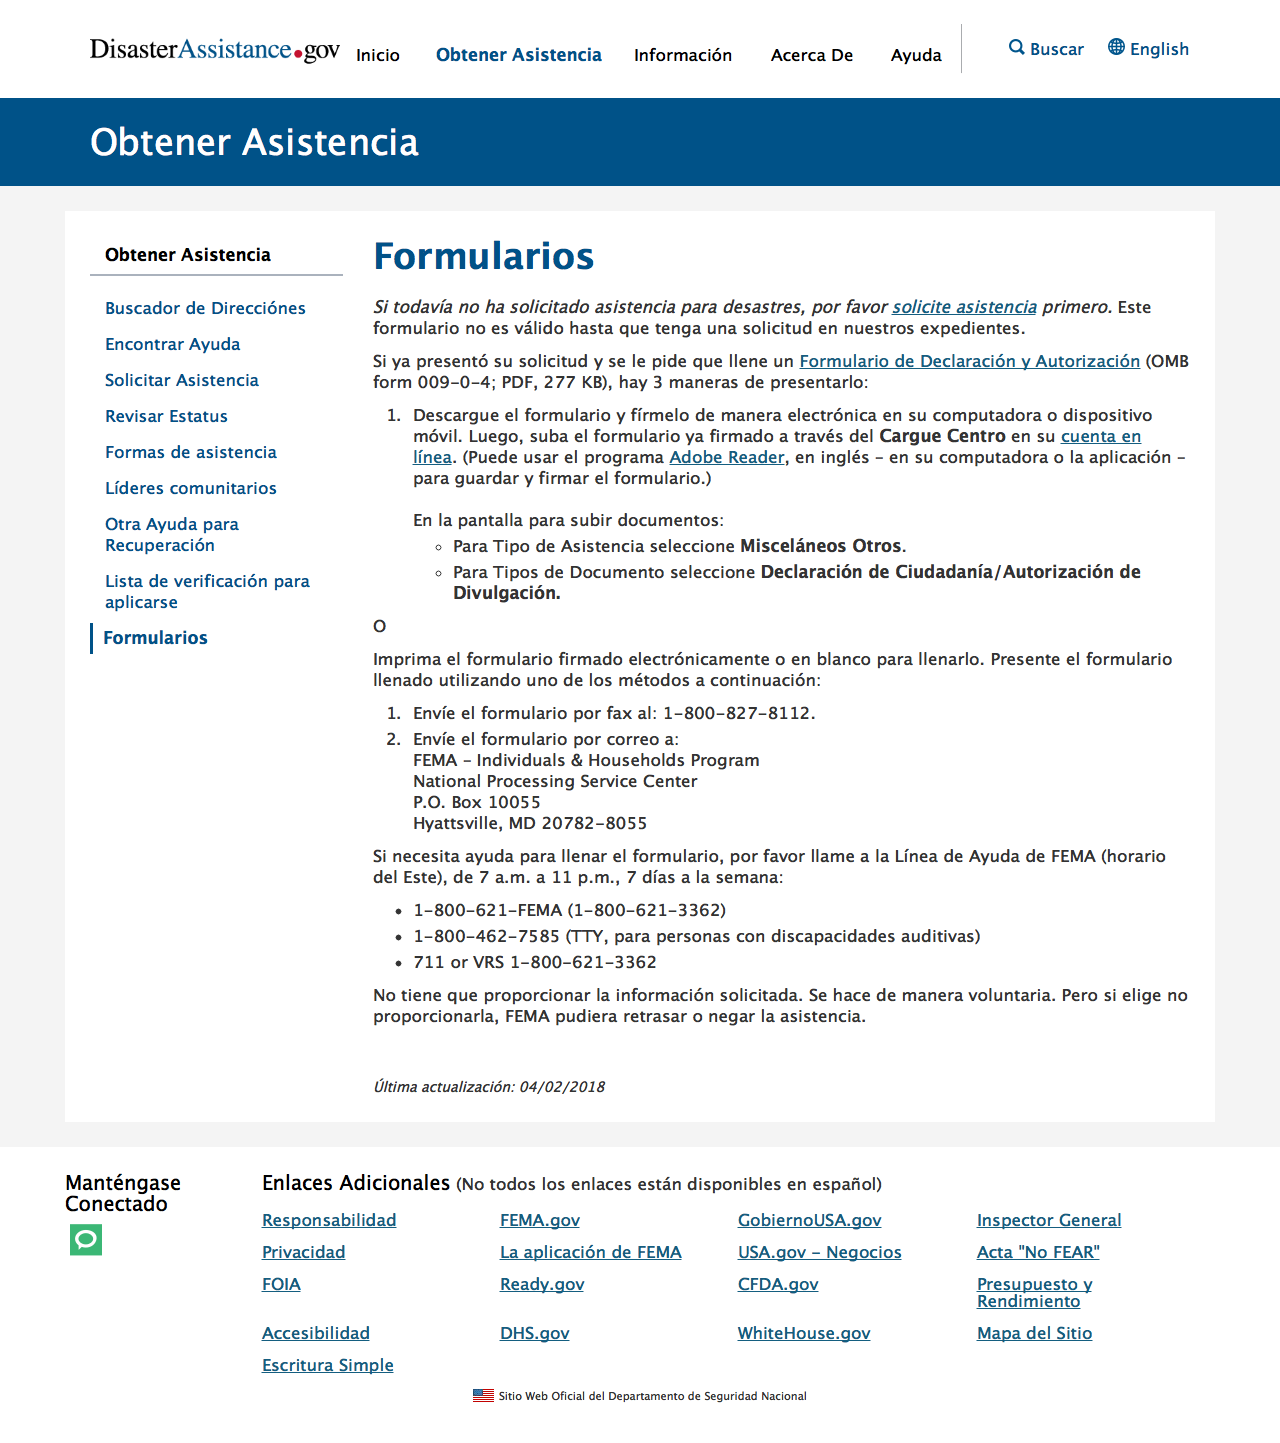 DisasterAssistance.gov
Inicio
Obtener Asistencia
Información
Acerca De
Ayuda
Buscar
English
Obtener Asistencia
Obtener Asistencia
Buscador de Direcciónes
Encontrar Ayuda
Solicitar Asistencia
Revisar Estatus
Formas de asistencia
Líderes comunitarios
Otra Ayuda para
Recuperación
Lista de verificación para
aplicarse
Formularios
Formularios
Si todavía no ha solicitado asistencia para desastres, por favor solicite asistencia primero. Este
formulario no es válido hasta que tenga una solicitud en nuestros expedientes.
Si ya presentó su solicitud y se le pide que llene un Formulario de Declaración y Autorización (OMB
form 009-0-4; PDF, 277 KB), hay 3 maneras de presentarlo:
1. Descargue el formulario y fírmelo de manera electrónica en su computadora o dispositivo
móvil. Luego, suba el formulario ya firmado a través del Cargue Centro en su cuenta en
línea. (Puede usar el programa Adobe Reader, en inglés – en su computadora o la aplicación –
para guardar y firmar el formulario.)
En la pantalla para subir documentos:
◦ Para Tipo de Asistencia seleccione Misceláneos Otros.
◦ Para Tipos de Documento seleccione Declaración de Ciudadanía/Autorización de
Divulgación.
O
Imprima el formulario firmado electrónicamente o en blanco para llenarlo. Presente el formulario
llenado utilizando uno de los métodos a continuación:
1. Envíe el formulario por fax al: 1-800-827-8112.
2. Envíe el formulario por correo a:
FEMA – Individuals & Households Program
National Processing Service Center
P.O. Box 10055
Hyattsville, MD 20782-8055
Si necesita ayuda para llenar el formulario, por favor llame a la Línea de Ayuda de FEMA (horario
del Este), de 7 a.m. a 11 p.m., 7 días a la semana:
• 1-800-621-FEMA (1-800-621-3362)
• 1-800-462-7585 (TTY, para personas con discapacidades auditivas)
• 711 or VRS 1-800-621-3362
No tiene que proporcionar la información solicitada. Se hace de manera voluntaria. Pero si elige no
proporcionarla, FEMA pudiera retrasar o negar la asistencia.
Última actualización: 04/02/2018
Manténgase
Conectado
Enlaces Adicionales (No todos los enlaces están disponibles en español)
Responsabilidad
FEMA.gov
GobiernoUSA.gov
Inspector General
Privacidad
La aplicación de FEMA
USA.gov – Negocios
Acta "No FEAR"
FOIA
Ready.gov
CFDA.gov
Presupuesto y
Rendimiento
Accesibilidad
DHS.gov
WhiteHouse.gov
Mapa del Sitio
Escritura Simple
Sitio Web Oficial del Departamento de Seguridad Nacional